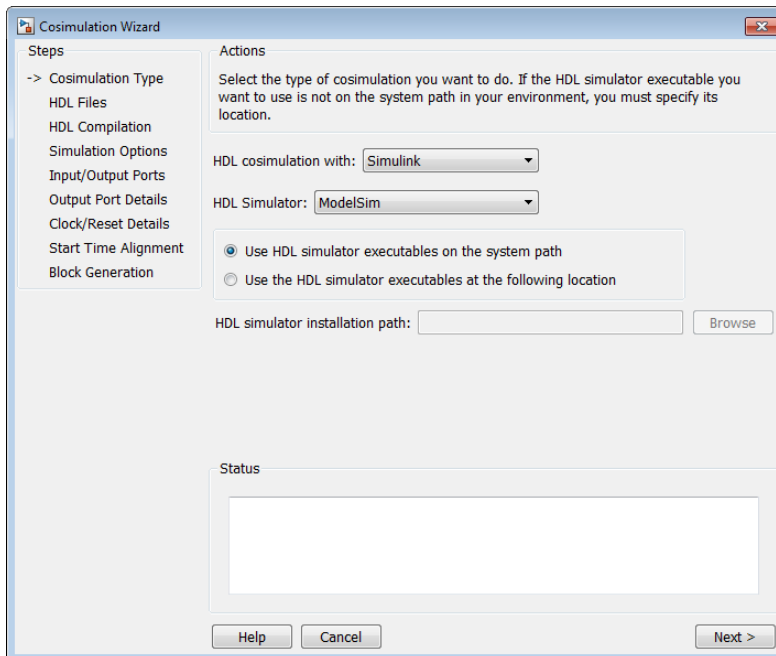 Cosimulation Wizard
Steps
-> Cosimulation Type
HDL Files
HDL Compilation
Simulation Options
Input/Output Ports
Output Port Details
Clock/Reset Details
Start Time Alignment
Block Generation
Actions
Select the type of cosimulation you want to do. If the HDL simulator executable you
want to use is not on the system path in your environment, you must specify its
location.
HDL cosimulation with: Simulink
HDL Simulator: ModelSim
Use HDL simulator executables on the system path
Use the HDL simulator executables at the following location
HDL simulator installation path:
Browse
Status
Help
Cancel
Next >